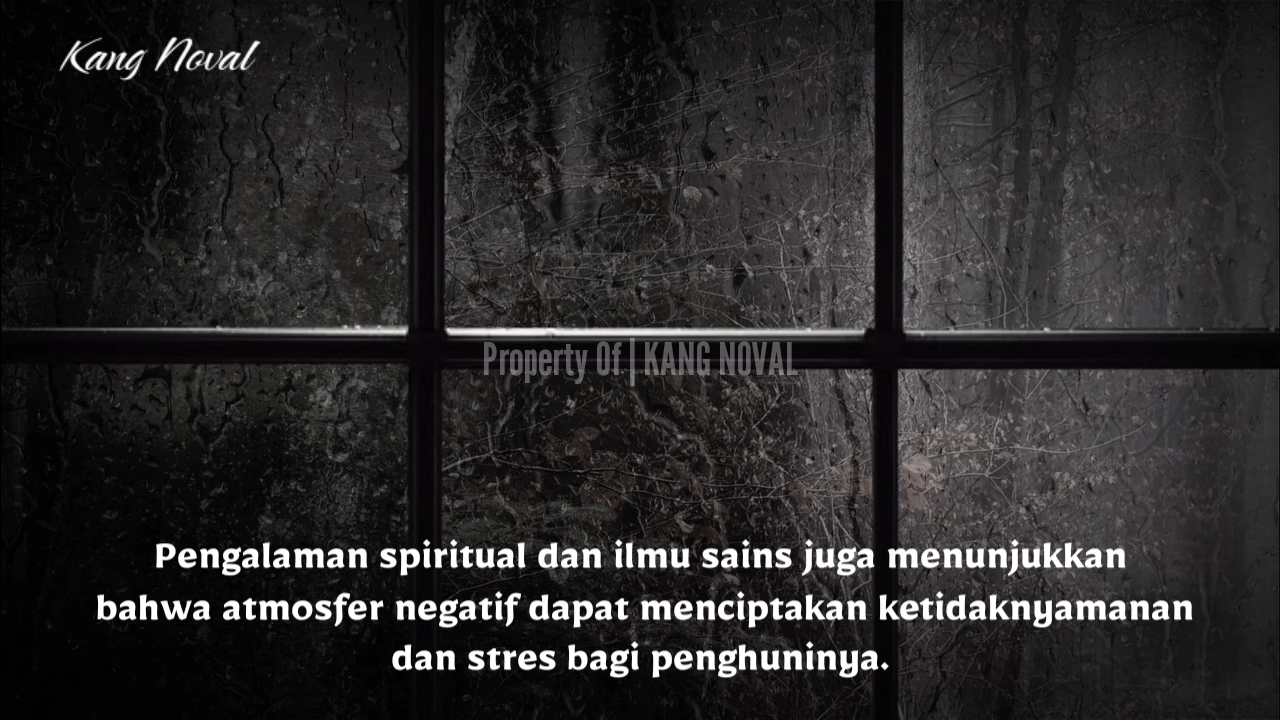 Kang Noval
Property Of | KANG NOVAL
Pengalaman spiritual dan ilmu sains juga menunjukkan
bahwa atmosfer negatif dapat menciptakan ketidaknyamanan
dan stres bagi penghuninya.